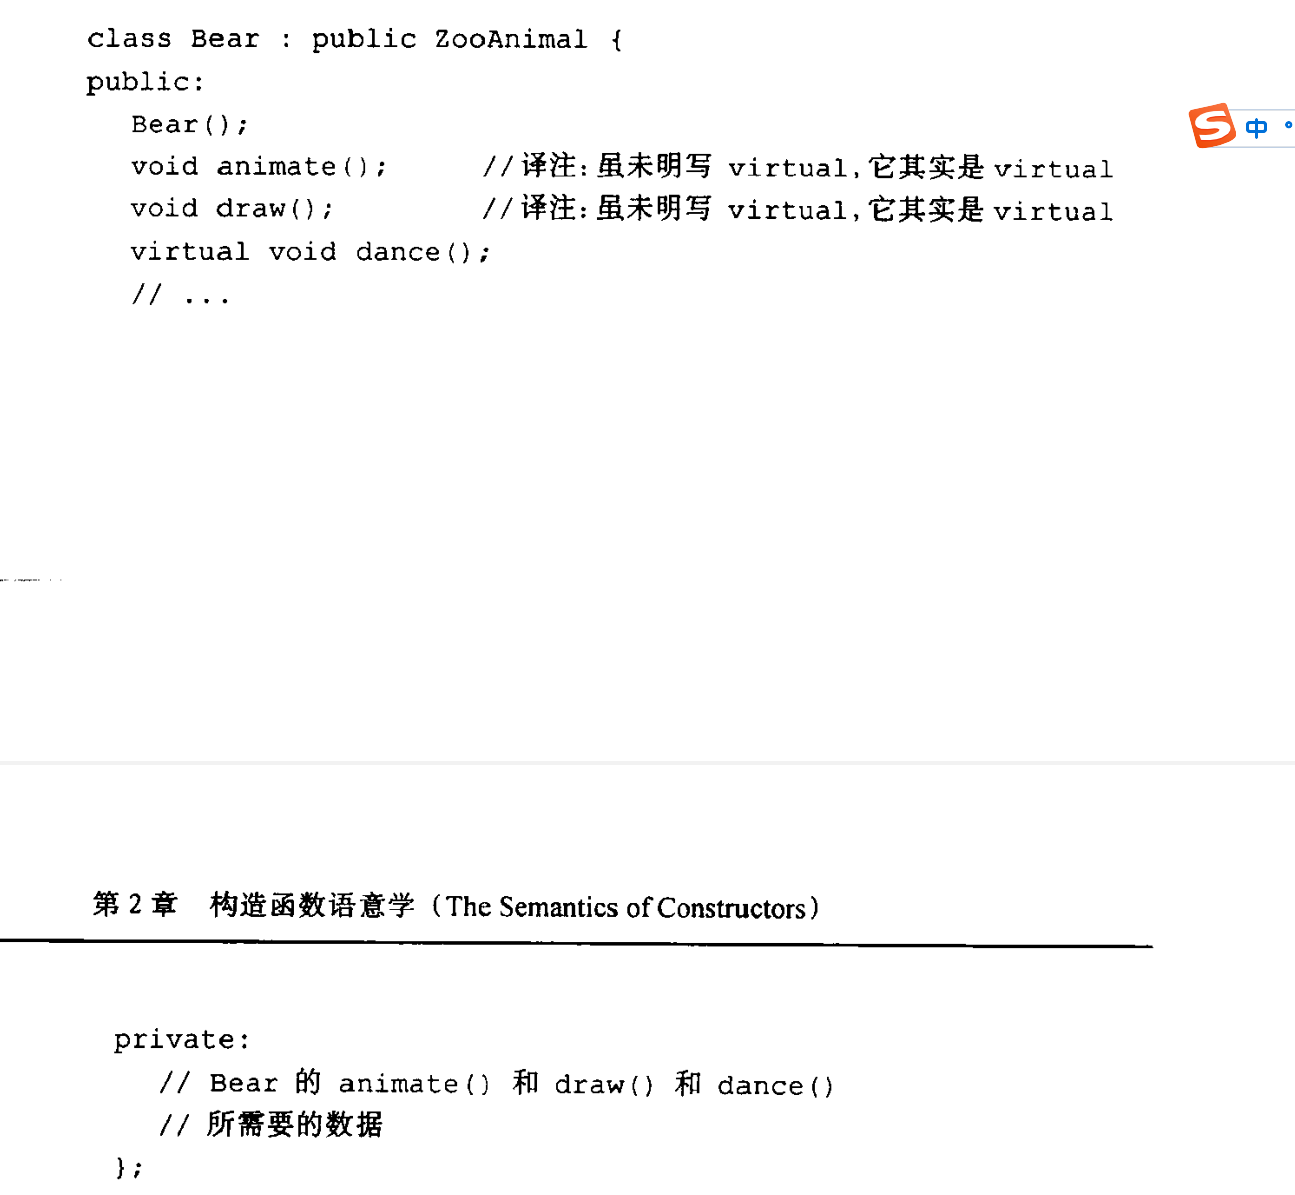 class Bear : public ZooAnimal {
public:
Bear();
void animate(); //译注:虽未明写 virtual,它其实是 virtual
void draw(); //译注:虽未明写 virtual,它其实是 virtual
virtual void dance();
// ...
S 中 °
第 2 章 构造函数语意学（The Semantics of Constructors）
private:
// Bear 的 animate() 和 draw() 和 dance()
// 所需要的数据
};